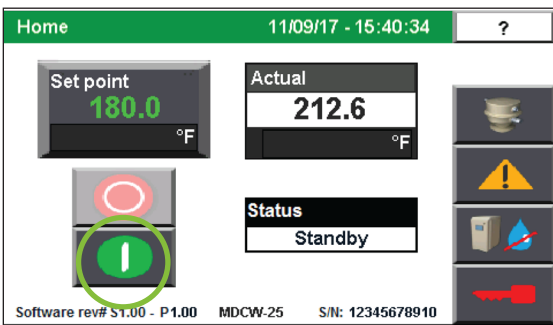 Home 11/09/17 - 15:40:34 ?
Set point
180.0
°F
Actual
212.6
°F
Status
Standby
Software rev# S1.00 - P1.00 MDCW-25 S/N: 12345678910